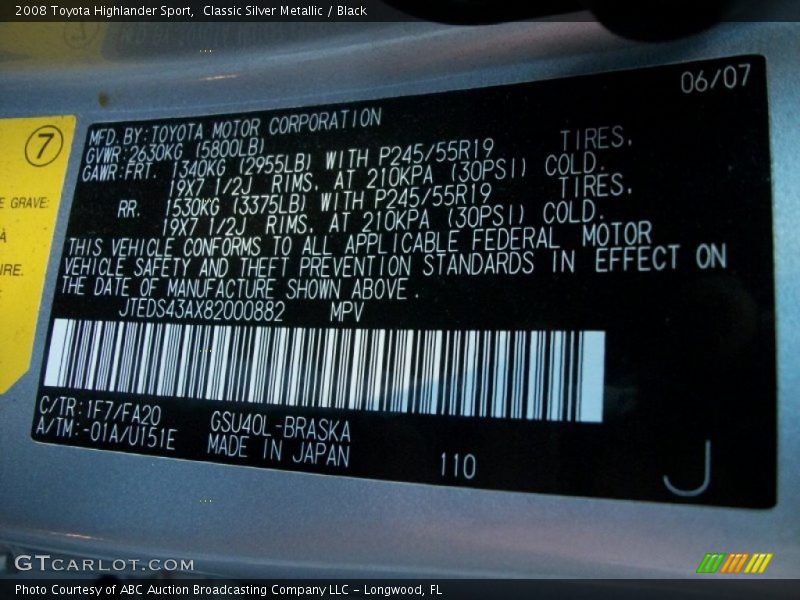 2008 Toyota Highlander Sport,  Classic Silver Metallic / Black
7
E GRAVE:
À
IRE.
06/07
MFD. BY: TOYOTA MOTOR CORPORATION
GVWR: 2630KG (5800LB)
GAWR: FRT. 1340KG (2955LB) WITH P245/55R19 TIRES.
19X7 1/2J RIMS, AT 210KPA (30PSI) COLD.
RR. 1530KG (3375LB) WITH P245/55R19 TIRES.
19X7 1/2J RIMS, AT 210KPA (30PSI) COLD.
THIS VEHICLE CONFORMS TO ALL APPLICABLE FEDERAL MOTOR
VEHICLE SAFETY AND THEFT PREVENTION STANDARDS IN EFFECT ON
THE DATE OF MANUFACTURE SHOWN ABOVE.
JTEDS43AX82000882 MPV
C/TR: 1F7/FA20 GSU40L-BRASKA
A/TM: -01A/U151E MADE IN JAPAN
110 J
GTCARLOT.COM
Photo Courtesy of ABC Auction Broadcasting Company LLC - Longwood, FL